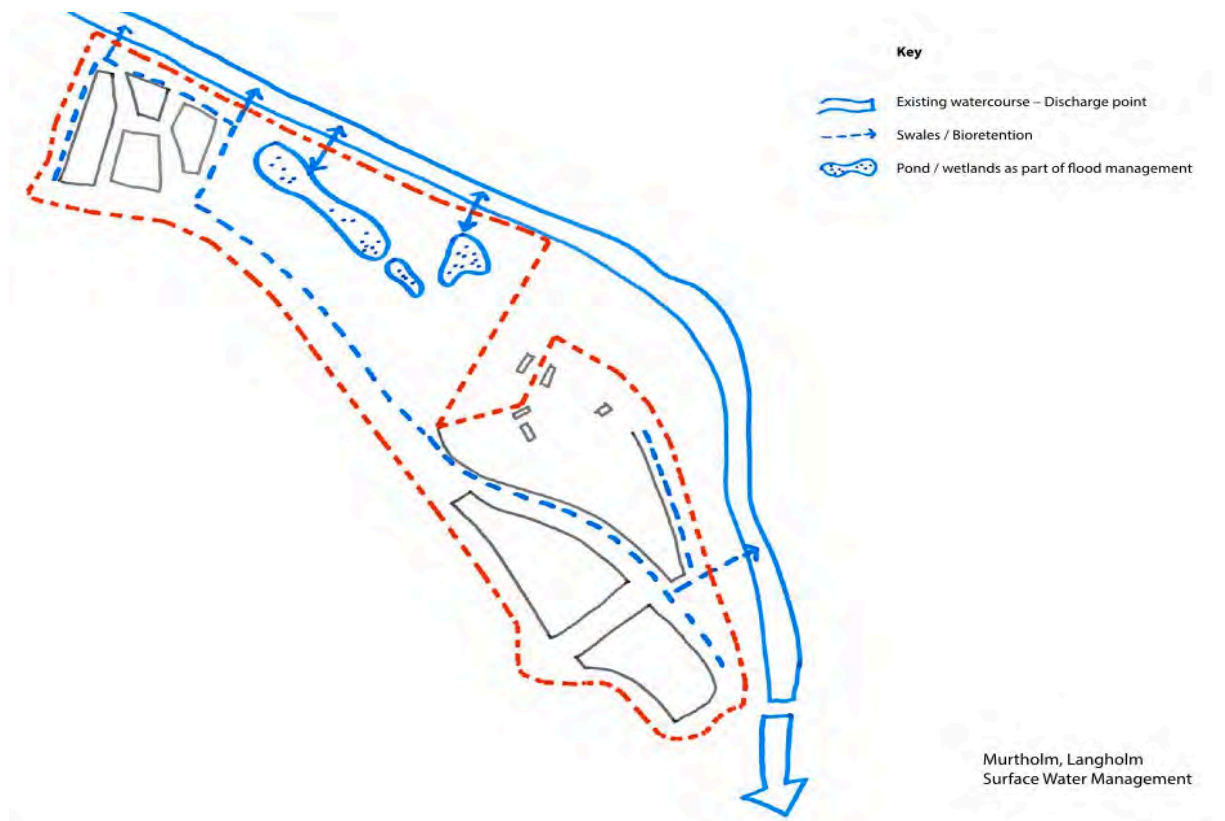 Key
Existing watercourse – Discharge point
Swales / Bioretention
Pond / wetlands as part of flood management
Murtholm, Langholm
Surface Water Management